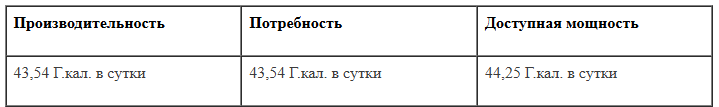 Производительность Потребность Доступная мощность
43,54 Г.кал. в сутки 43,54 Г.кал. в сутки 44,25 Г.кал. в сутки